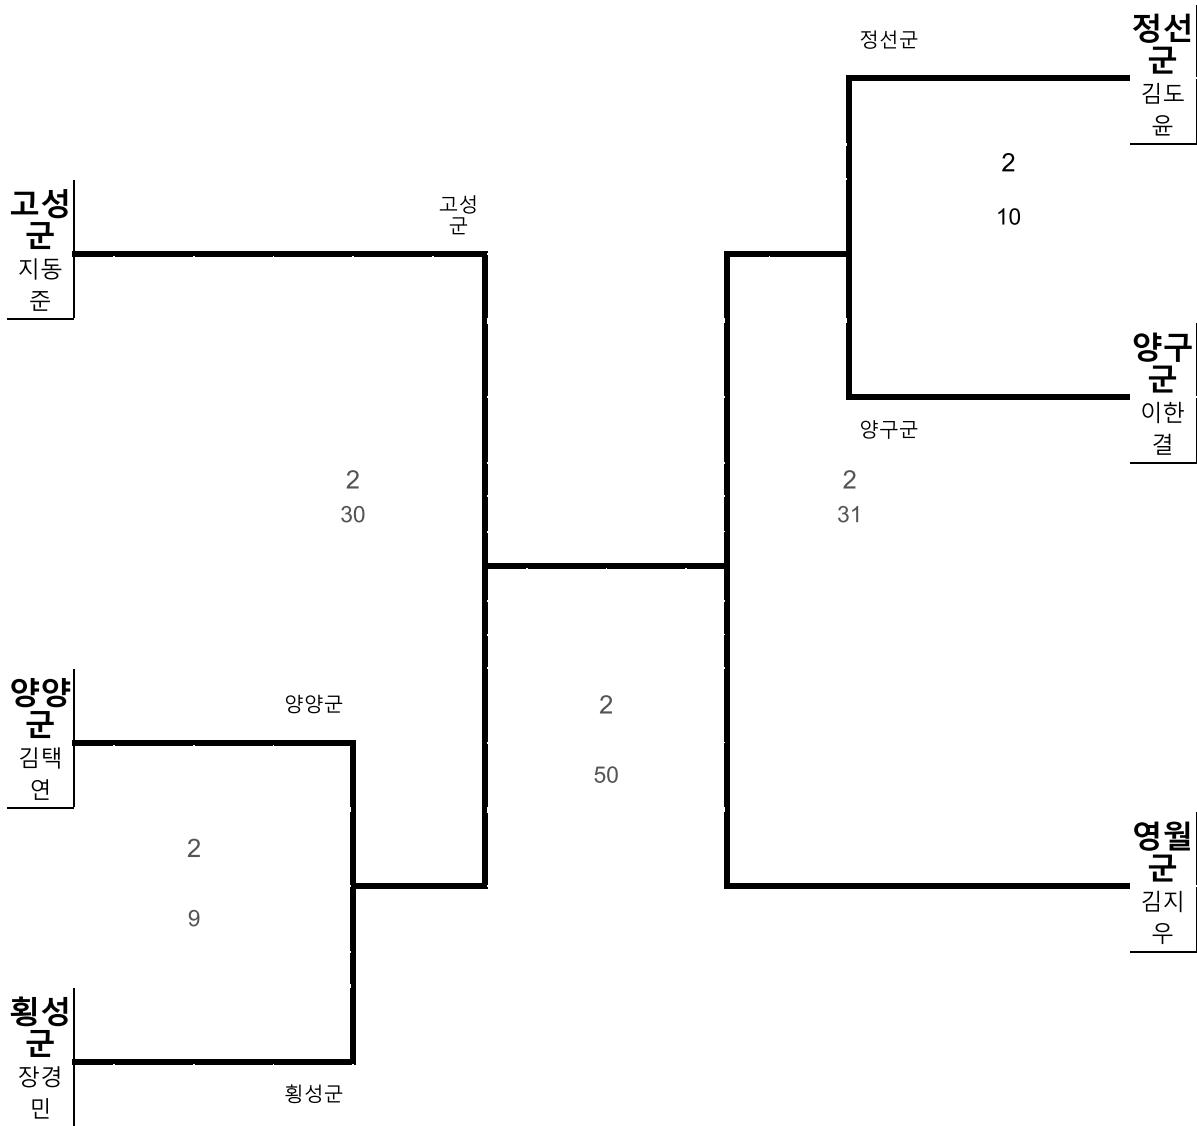 정선군
정선
군
김도
윤
2
10
고성
군
지동
준
고성
군
양구
군
이한
결
양구군
2
30
2
31
양양
군
김택
연
양양군
2
50
2
9
영월
군
김지
우
횡성
군
장경
민
횡성군